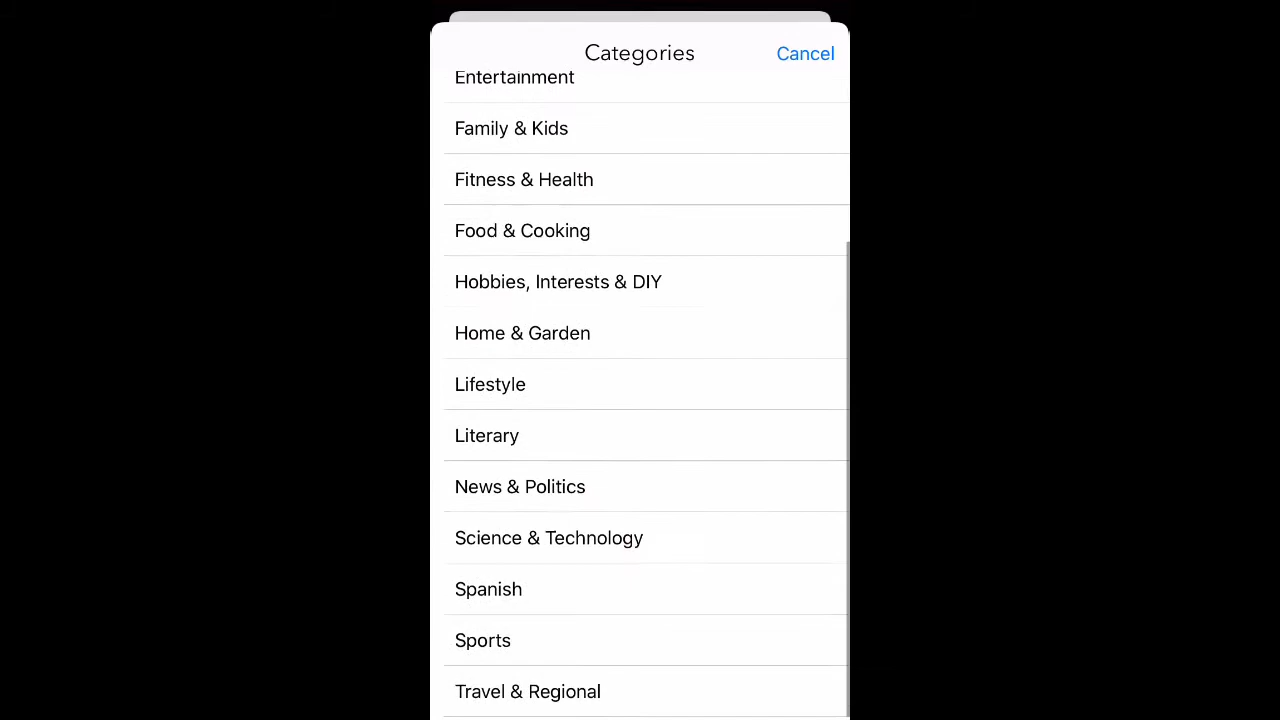 Categories
Cancel
Entertainment
Family & Kids
Fitness & Health
Food & Cooking
Hobbies, Interests & DIY
Home & Garden
Lifestyle
Literary
News & Politics
Science & Technology
Spanish
Sports
Travel & Regional